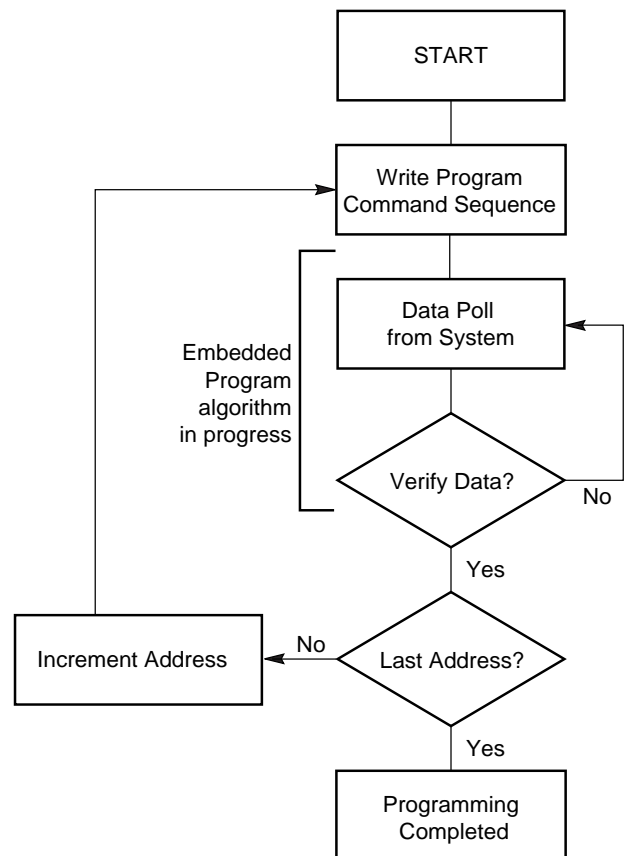 START
Write Program
Command Sequence
Data Poll
from System
Embedded
Program
algorithm
in progress
Verify Data?
No
Yes
No
Increment Address
Last Address?
Yes
Programming
Completed